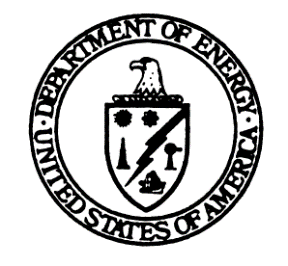 DEPARTMENT OF ENERGY
UNITED STATES OF AMERICA